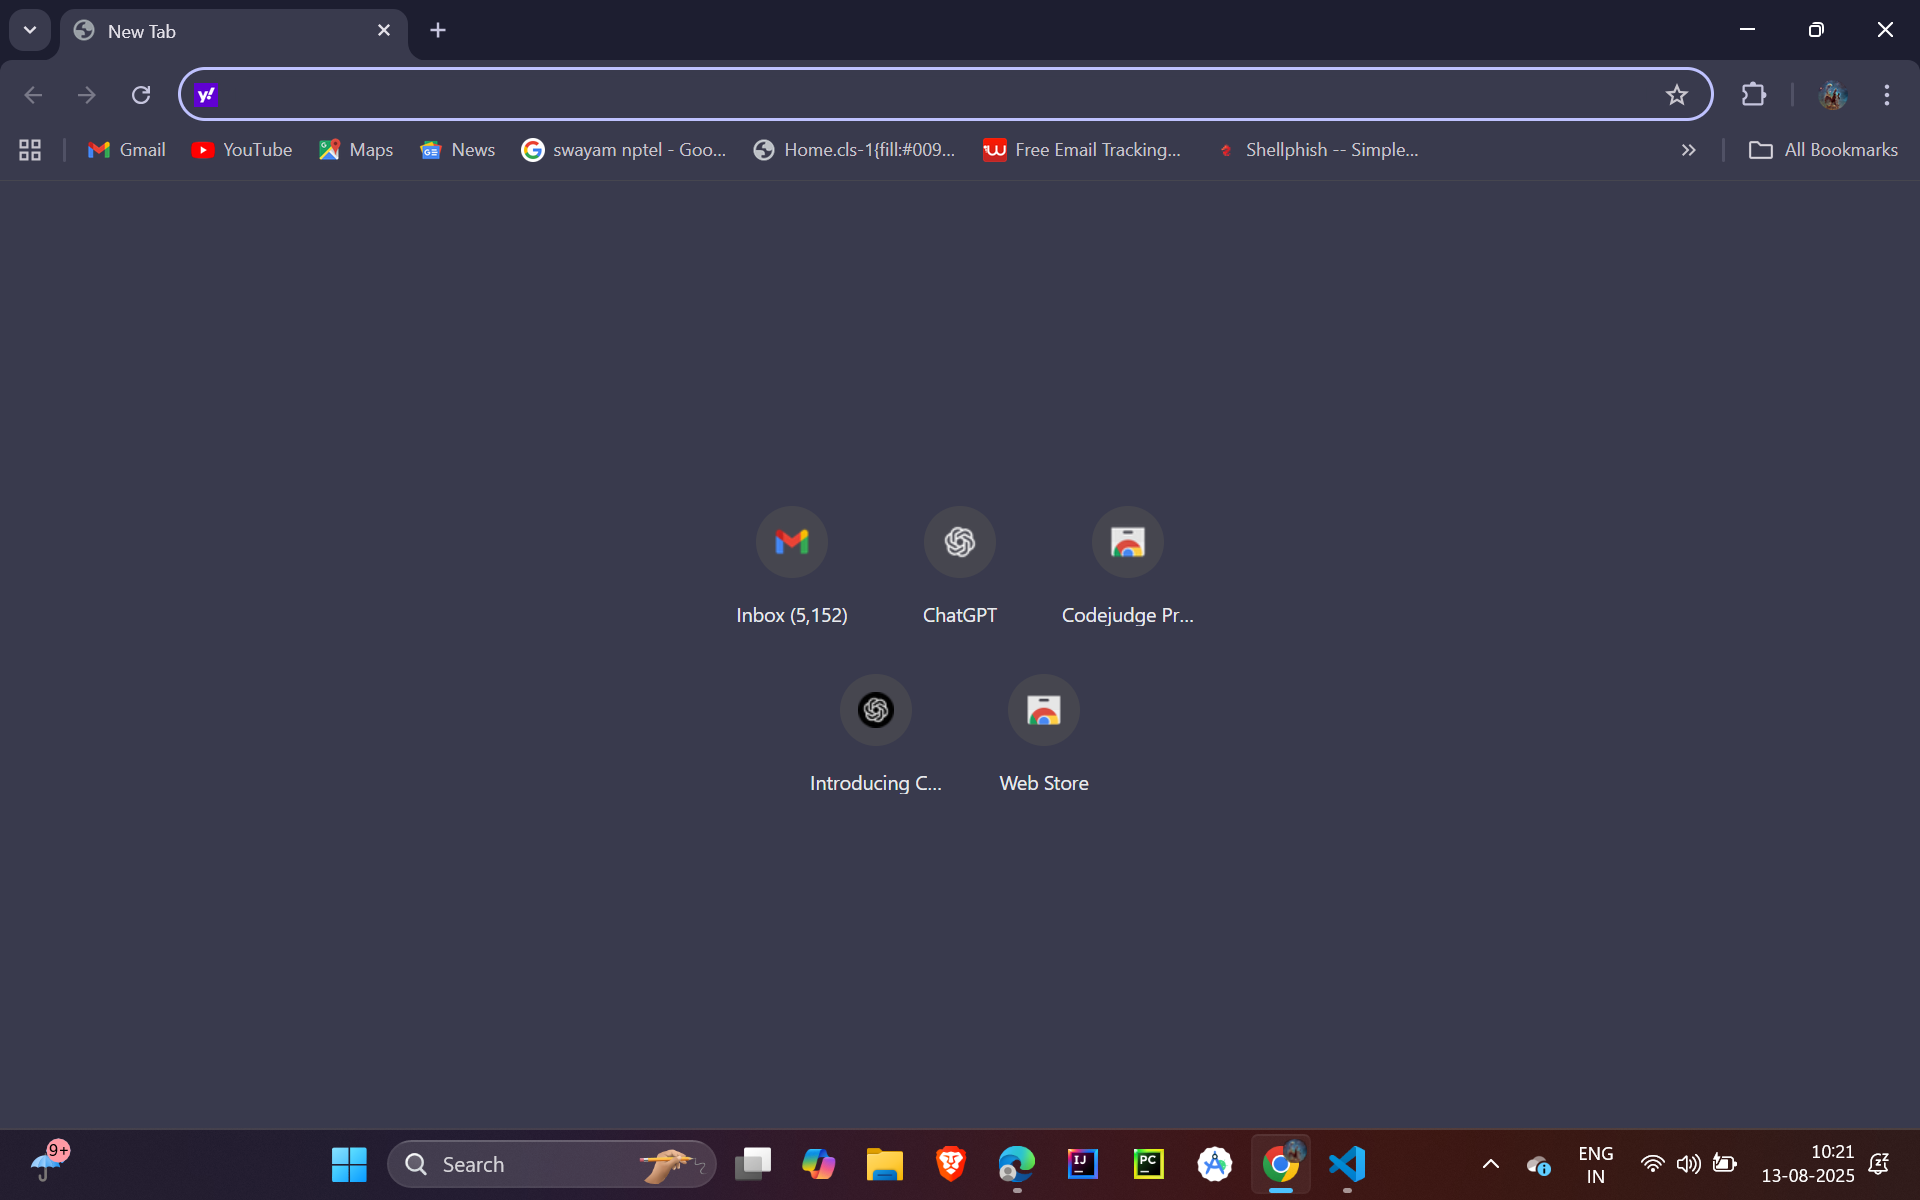 New Tab
Gmail YouTube Maps News swayam nptel - Goo... Home.cls-1{fill:#009... Free Email Tracking... Shellphish -- Simple... All Bookmarks
Inbox (5,152) ChatGPT Codejudge Pr...
Introducing C... Web Store
9+ Search IJ PC ENG 10:21
IN 13-08-2025